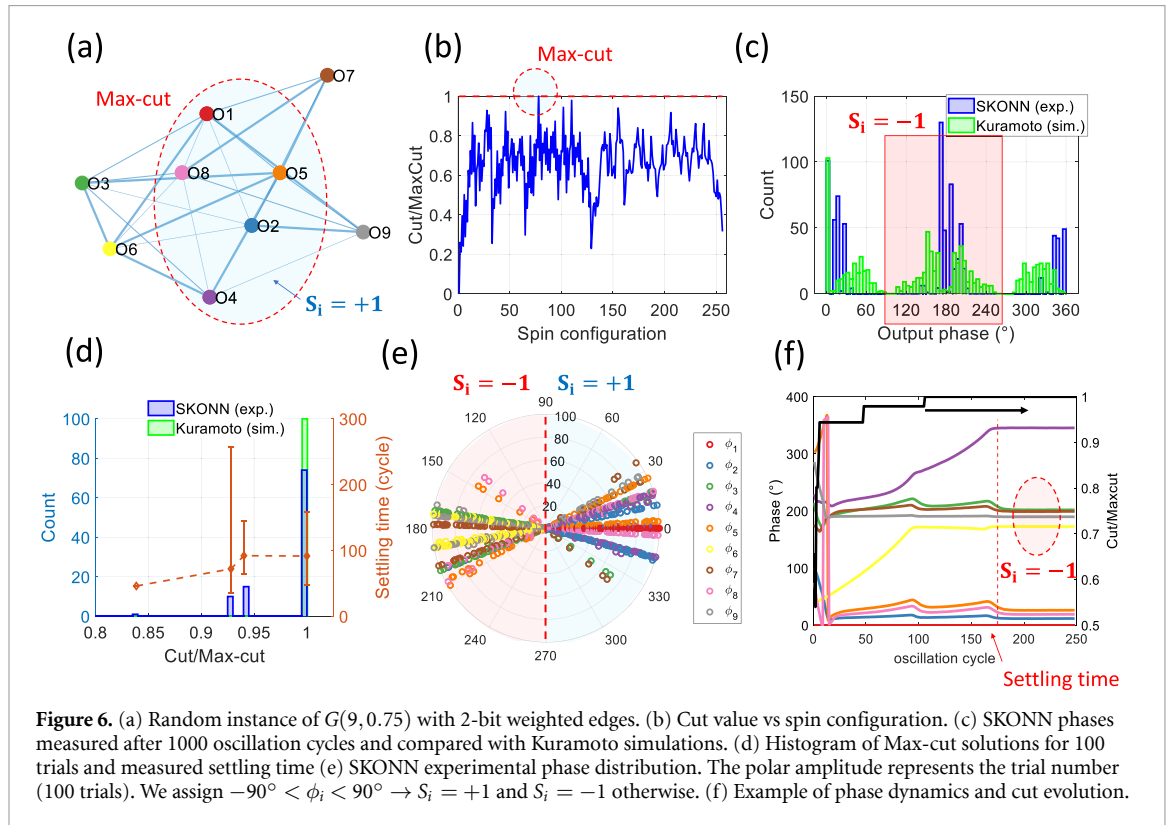 (a)
Max-cut
O7
O1
O8
O5
O3
O2
O6
O9
O4
Sᵢ = +1
(b)
Max-cut
Cut/MaxCut
1
0.8
0.6
0.4
0.2
0
0 50 100 150 200 250
Spin configuration
(c)
SKONN (exp.)
Kuramoto (sim.)
Sᵢ = −1
Count
150
100
50
0
0 60 120 180 240 300 360
Output phase (°)
(d)
SKONN (exp.)
Kuramoto (sim.)
Count
100
80
60
40
20
0
Settling time (cycle)
300
200
100
0
0.8 0.85 0.9 0.95 1
Cut/Max-cut
(e)
Sᵢ = −1 Sᵢ = +1
90
120 60
150 30
180 0
210 330
240 300
270
100
80
60
40
20
0
ϕ₁
ϕ₂
ϕ₃
ϕ₄
ϕ₅
ϕ₆
ϕ₇
ϕ₈
ϕ₉
(f)
Phase (°)
400
300
200
100
0
Cut/Maxcut
1
0.9
0.8
0.7
0.6
0.5
Sᵢ = −1
0 50 100 150 200 250
oscillation cycle
Settling time
Figure 6. (a) Random instance of G(9,0.75) with 2-bit weighted edges. (b) Cut value vs spin configuration. (c) SKONN phases
measured after 1000 oscillation cycles and compared with Kuramoto simulations. (d) Histogram of Max-cut solutions for 100
trials and measured settling time (e) SKONN experimental phase distribution. The polar amplitude represents the trial number
(100 trials). We assign −90° < ϕᵢ < 90° → Sᵢ = +1 and Sᵢ = −1 otherwise. (f) Example of phase dynamics and cut evolution.